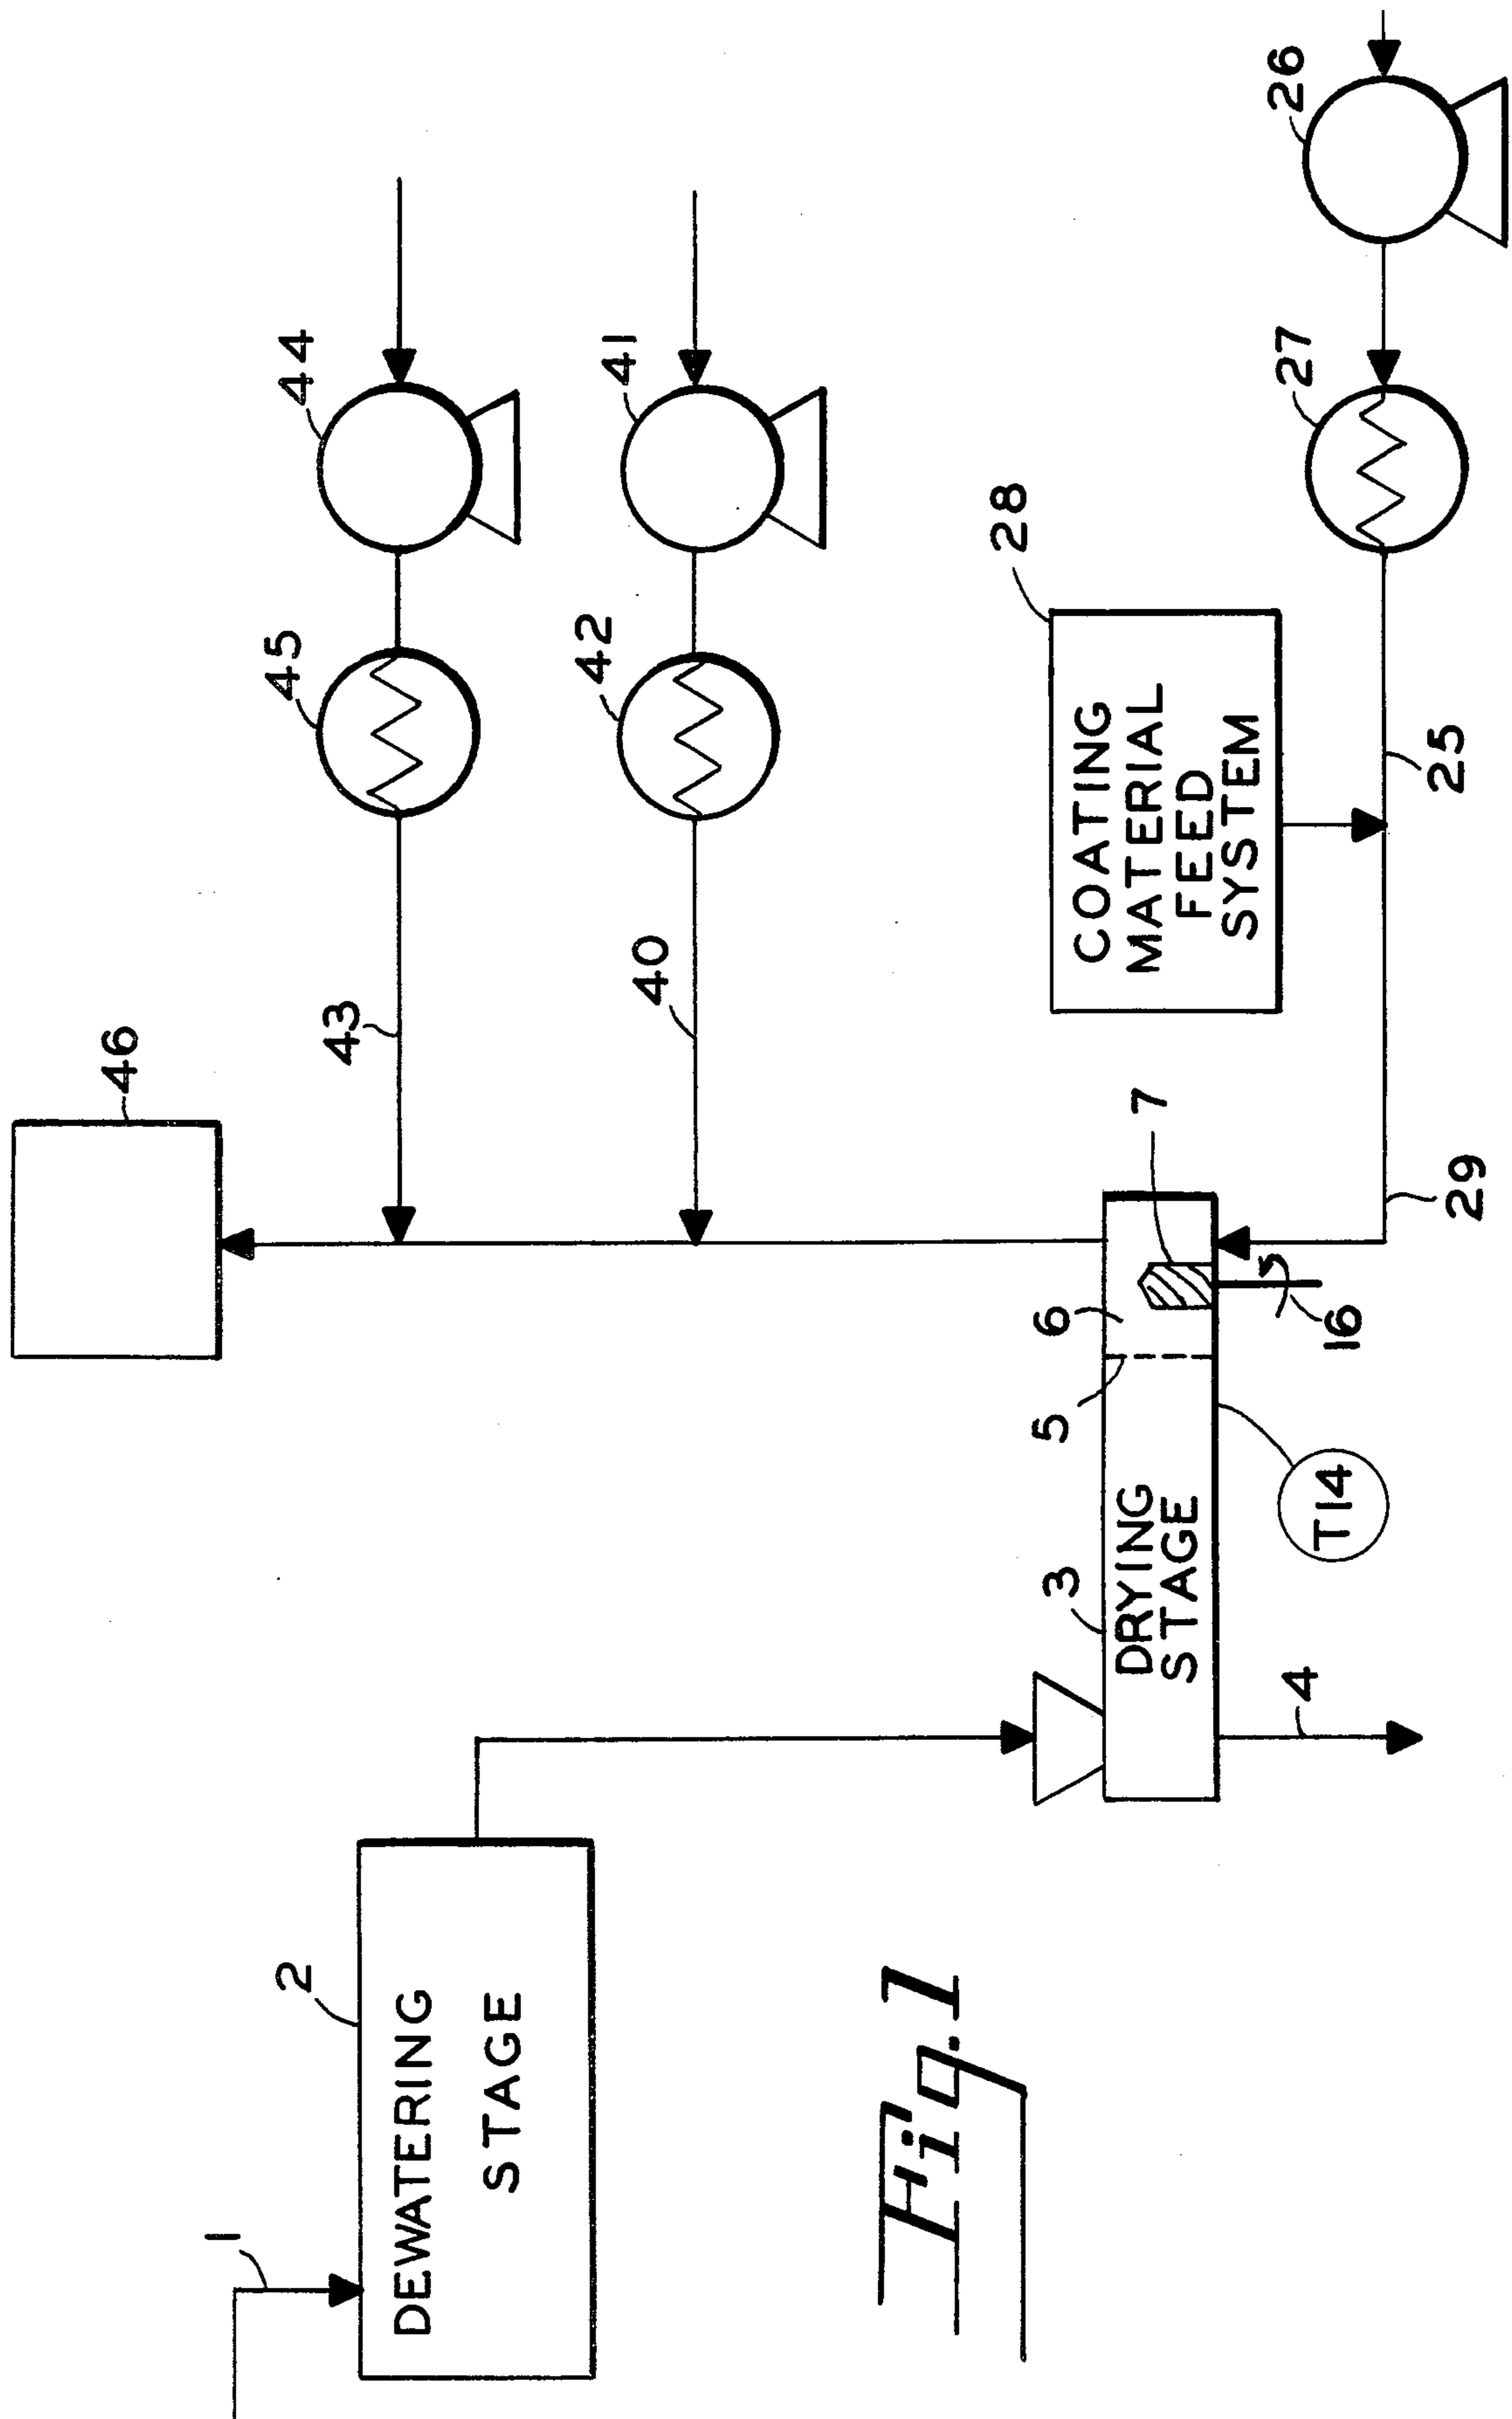 46
1
2
45
44
43
DEWATERING
STAGE
42
41
40
Fig.1
28
3
5
6
7
COATING
MATERIAL
FEED
SYSTEM
DRYING
STAGE
26
27
4
T14
16
29
25